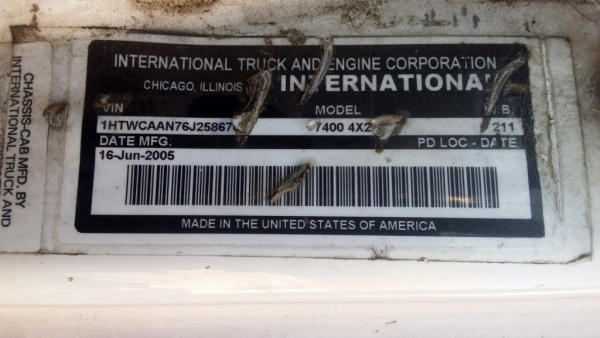 INTERNATIONAL TRUCK AND ENGINE CORPORATION
CHICAGO, ILLINOIS INTERNATIONAL
VIN MODEL W.B.
7400 4X2 211
DATE MFG. PD LOC - DATE
16-Jun-2005
MADE IN THE UNITED STATES OF AMERICA
CHASSIS-CAB MFD. BY
INTERNATIONAL TRUCK AND